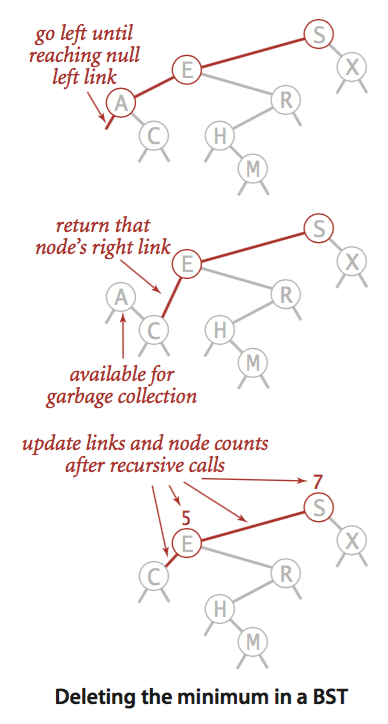 go left until
reaching null
left link
S
E
X
A
R
C
H
M
return that
node's right link
S
E
X
A
R
C
H
M
available for
garbage collection
update links and node counts
after recursive calls
7
S
5
E
X
C
R
H
M
Deleting the minimum in a BST